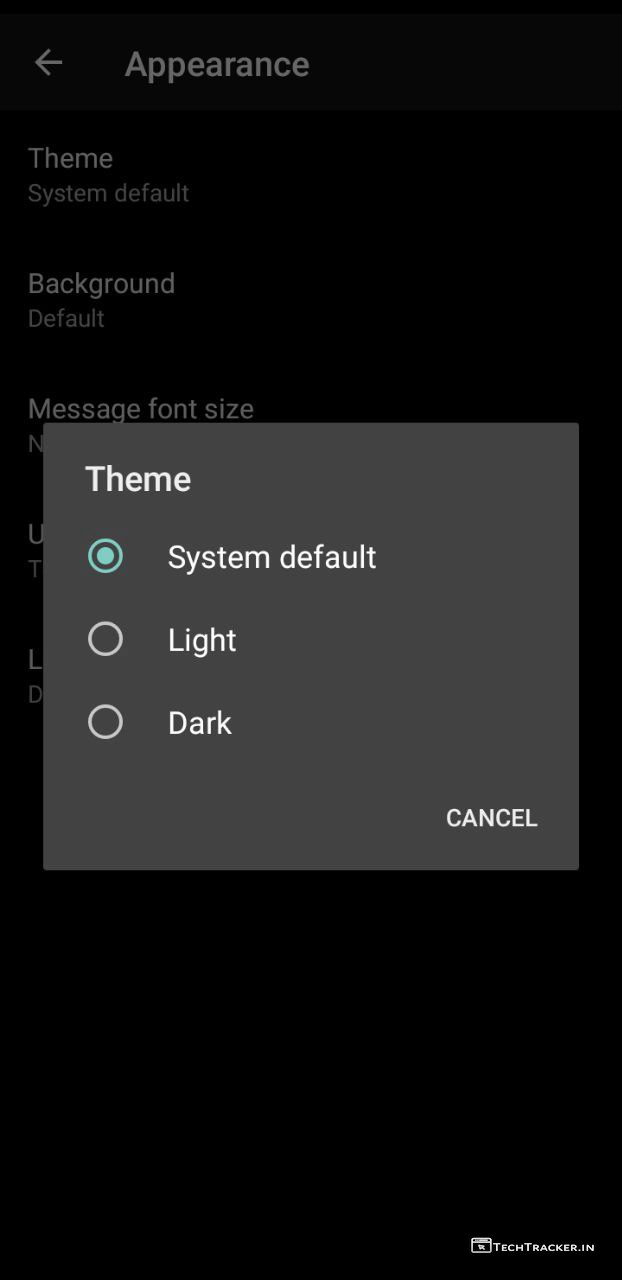 Appearance
Theme
System default
Background
Default
Message font size
N
U
T
L
D
Theme
System default
Light
Dark
CANCEL
TECHTRACKER.IN